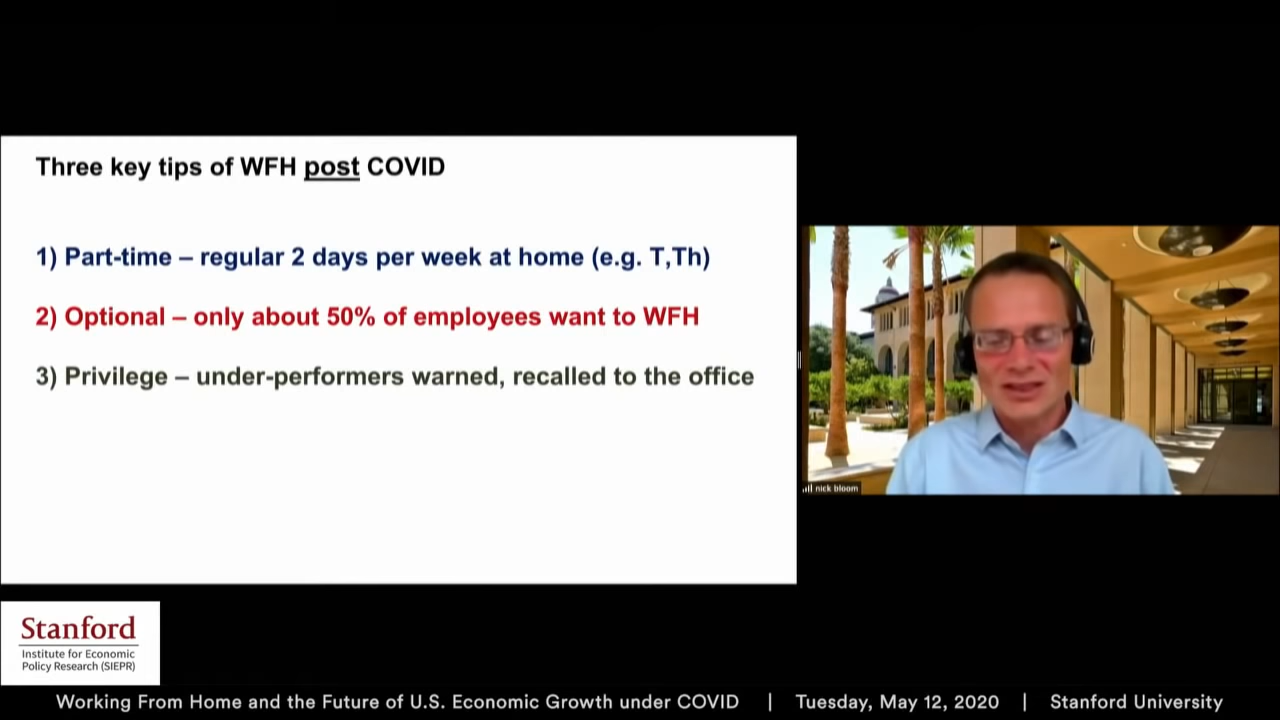 Three key tips of WFH post COVID
1) Part-time – regular 2 days per week at home (e.g. T,Th)
2) Optional – only about 50% of employees want to WFH
3) Privilege – under-performers warned, recalled to the office
nick bloom
Stanford
Institute for Economic
Policy Research (SIEPR)
Working From Home and the Future of U.S. Economic Growth under COVID | Tuesday, May 12, 2020 | Stanford University